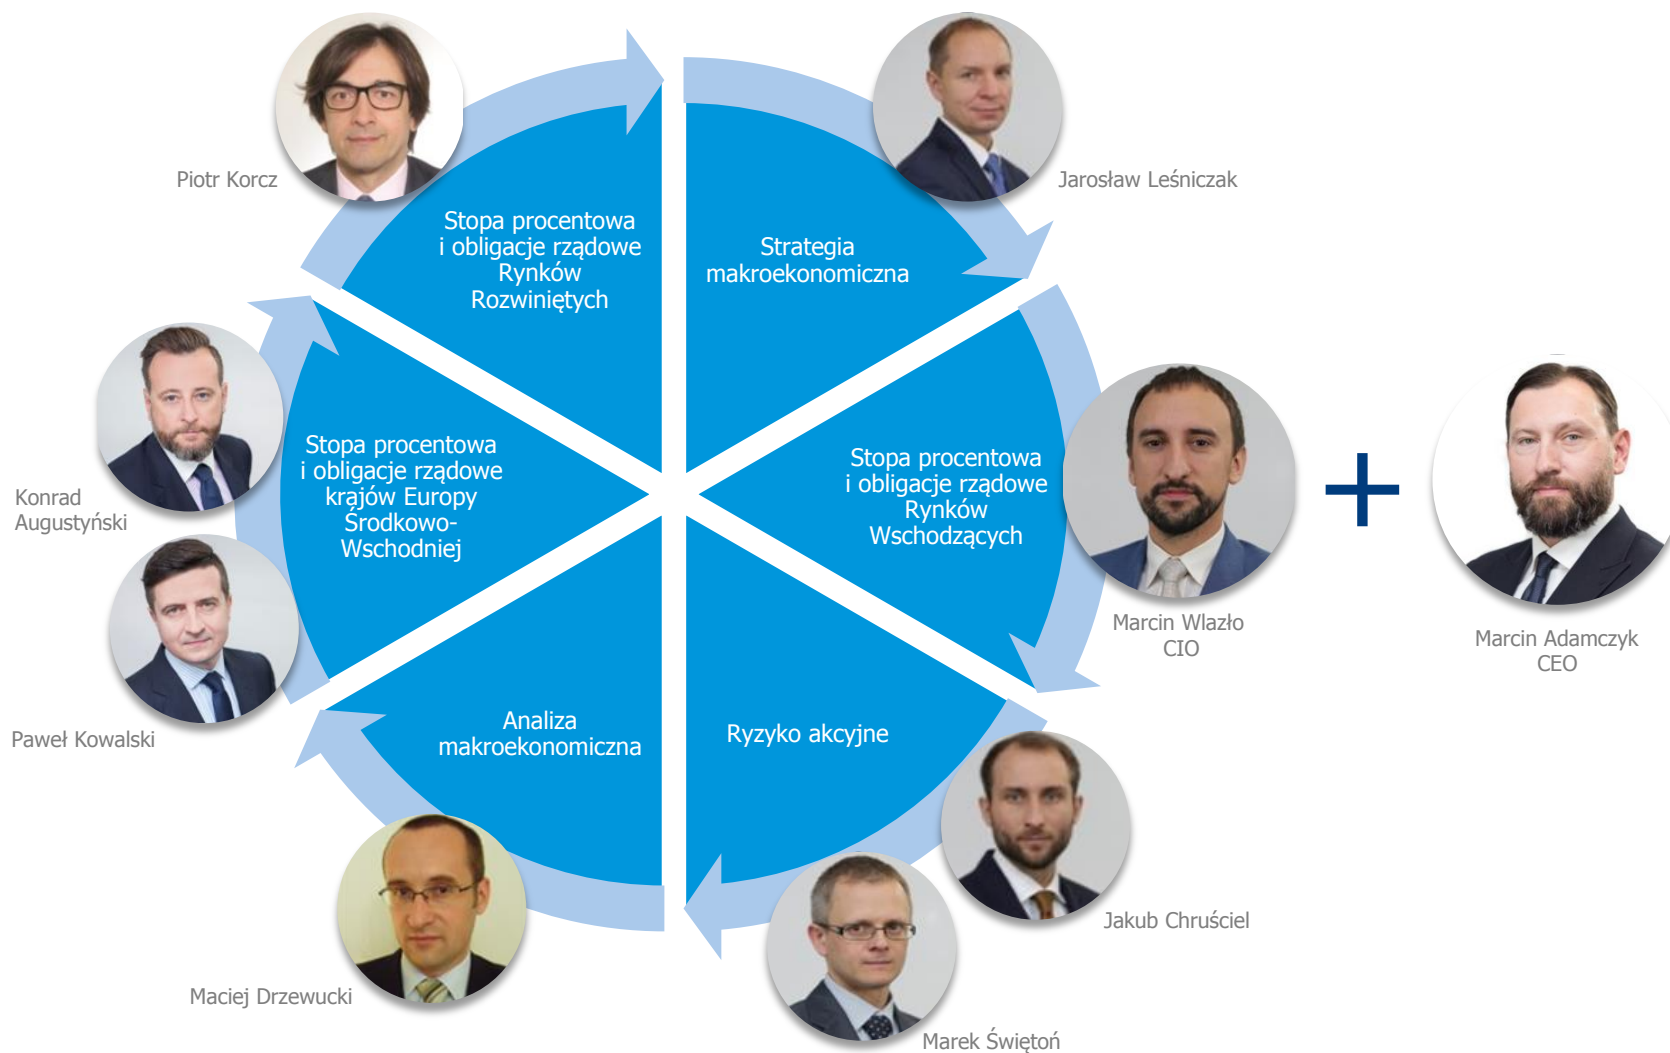 Piotr Korcz
Jarosław Leśniczak
Stopa procentowa
i obligacje rządowe
Rynków
Rozwiniętych
Strategia
makroekonomiczna
Stopa procentowa
i obligacje rządowe
krajów Europy
Środkowo-
Wschodniej
Stopa procentowa
i obligacje rządowe
Rynków
Wschodzących
Konrad
Augustyński
Marcin Wlazło
CIO
Marcin Adamczyk
CEO
Paweł Kowalski
Analiza
makroekonomiczna
Ryzyko akcyjne
Jakub Chruściel
Maciej Drzewucki
Marek Świętoń